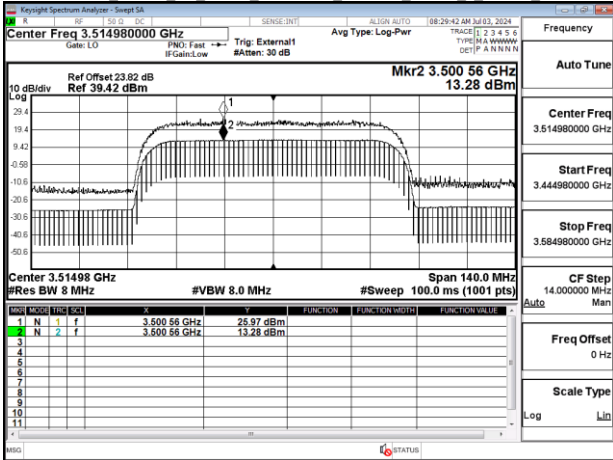 Keysight Spectrum Analyzer - Swept SA
R RF 50 Ω DC SENSE:INT ALIGN AUTO 08:29:42 AM Jul 03, 2024
Center Freq 3.514980000 GHz
Gate: LO
PNO: Fast
IFGain:Low
Trig: External1
#Atten: 30 dB
Avg Type: Log-Pwr
TRACE 1 2 3 4 5 6
TYPE M A W W W W
DET P A N N N N
Ref Offset 23.82 dB
10 dB/div Ref 39.42 dBm
Log
Mkr2 3.500 56 GHz
13.28 dBm
29.4
19.4
9.42
-0.58
-10.6
-20.6
-30.6
-40.6
-50.6
1
2
Center 3.51498 GHz Span 140.0 MHz
#Res BW 8 MHz #VBW 8.0 MHz #Sweep 100.0 ms (1001 pts)
MKR MODE TRC SCL X Y FUNCTION FUNCTION WIDTH FUNCTION VALUE
1 N 1 f 3.500 56 GHz 25.97 dBm
2 N 2 f 3.500 56 GHz 13.28 dBm
3
4
5
6
7
8
9
10
11
MSG STATUS
Frequency
Auto Tune
Center Freq
3.514980000 GHz
Start Freq
3.444980000 GHz
Stop Freq
3.584980000 GHz
CF Step
14.000000 MHz
Auto Man
Freq Offset
0 Hz
Scale Type
Log Lin